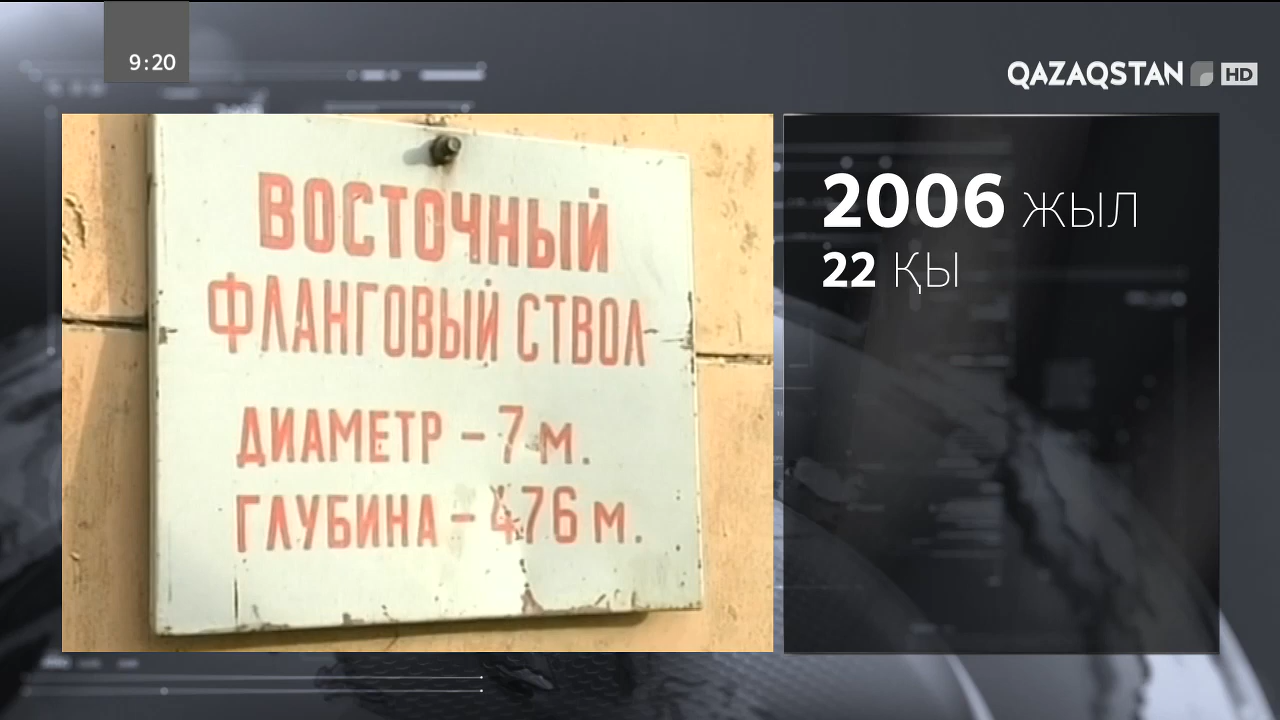 9:20
QAZAQSTAN HD
ВОСТОЧНЫЙ
ФЛАНГОВЫЙ СТВОЛ
ДИАМЕТР – 7 м.
ГЛУБИНА – 476 м.
2006 ЖЫЛ
22 ҚЫ